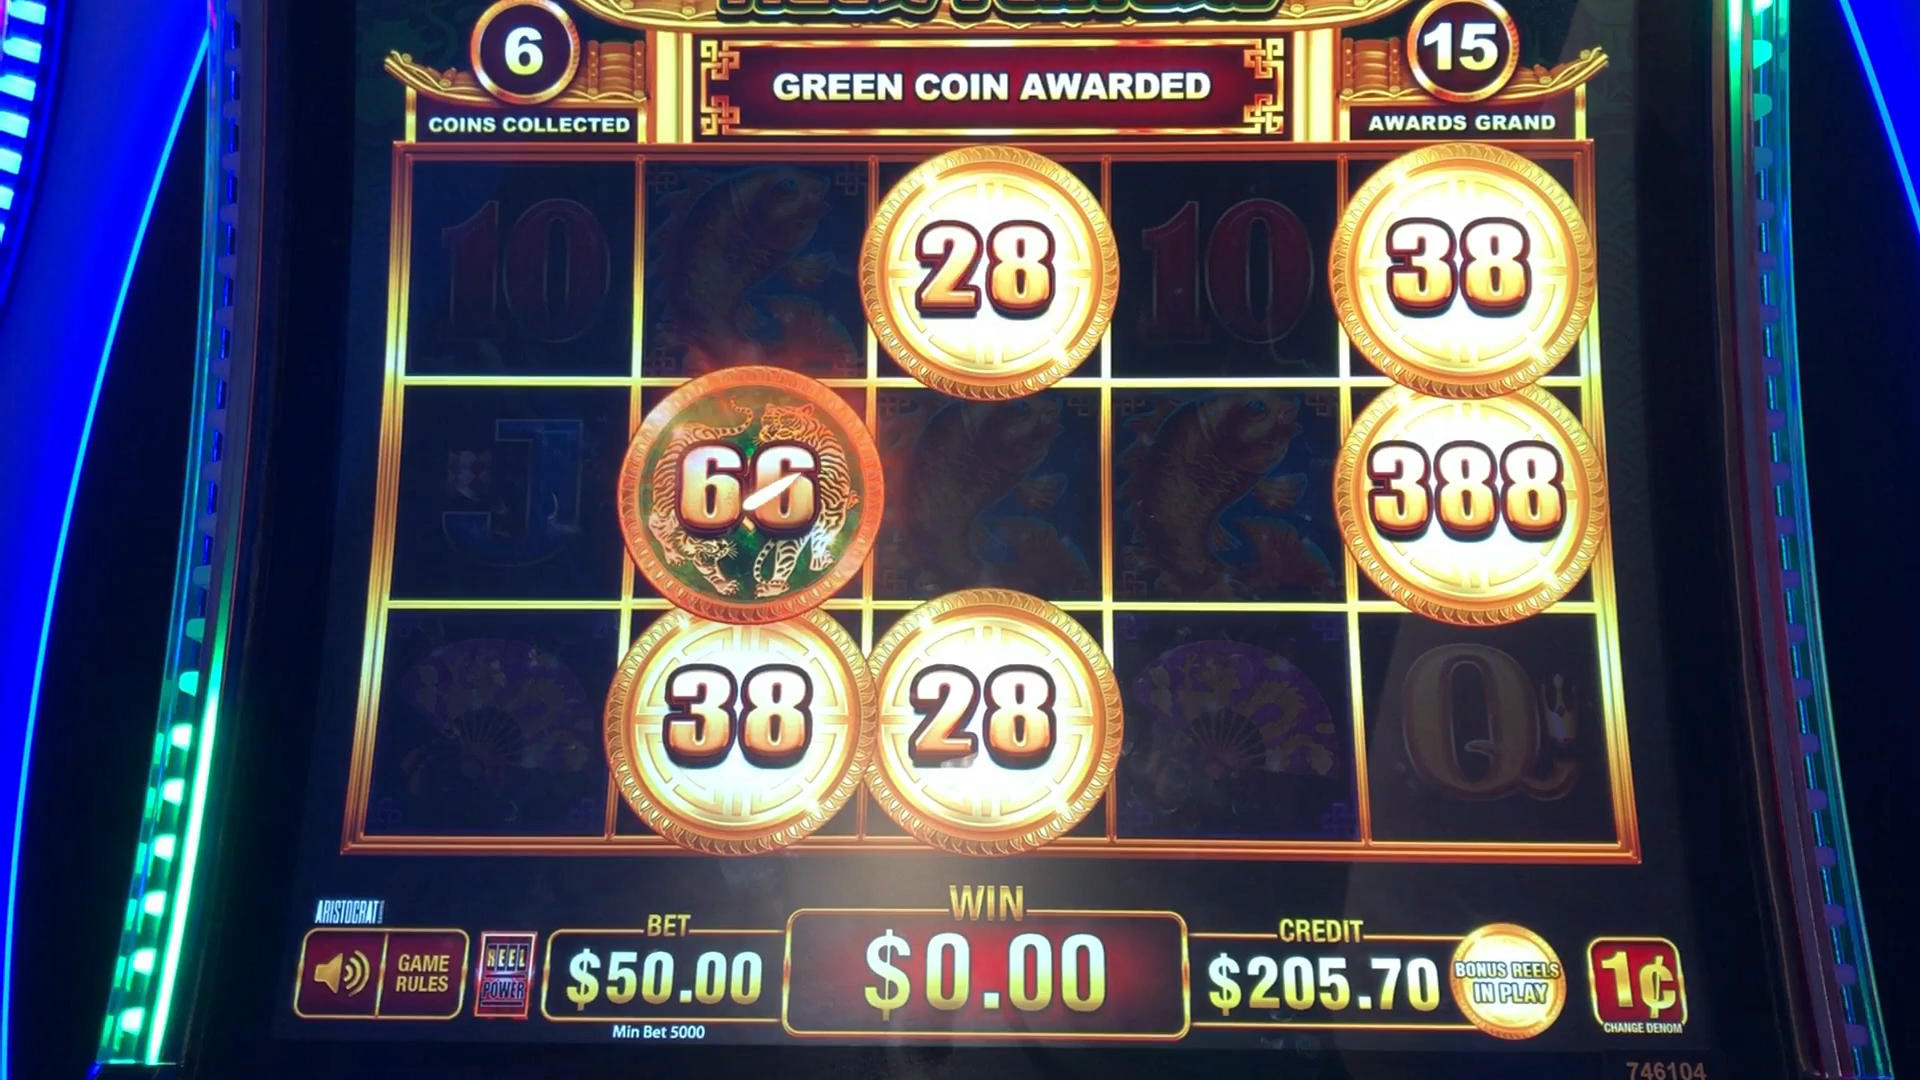 6
15
GREEN COIN AWARDED
COINS COLLECTED
AWARDS GRAND
10
28
10
38
J
66
388
38
28
Q
ARISTOCRAT
BET
WIN
CREDIT
GAME
RULES
REEL
POWER
$50.00
$0.00
$205.70
BONUS REELS
IN PLAY
1¢
Min Bet 5000
CHANGE DENOM
746104